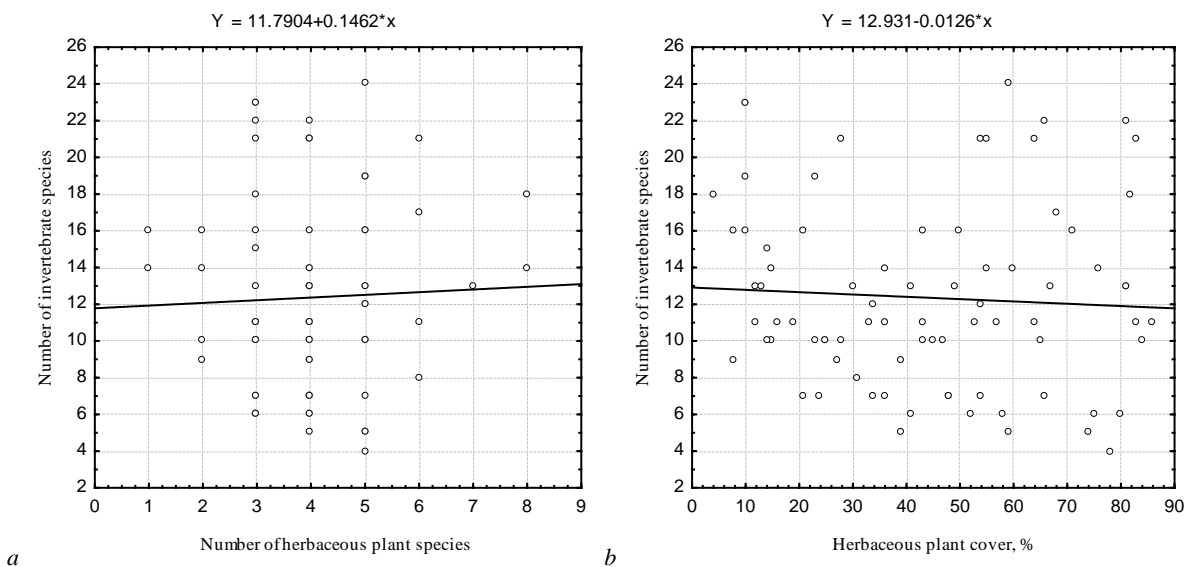 Y = 11.7904+0.1462*x
Number of invertebrate species
26
24
22
20
18
16
14
12
10
8
6
4
2
0 1 2 3 4 5 6 7 8 9
Number of herbaceous plant species
a
Y = 12.931-0.0126*x
Number of invertebrate species
26
24
22
20
18
16
14
12
10
8
6
4
2
0 10 20 30 40 50 60 70 80 90
Herbaceous plant cover, %
b